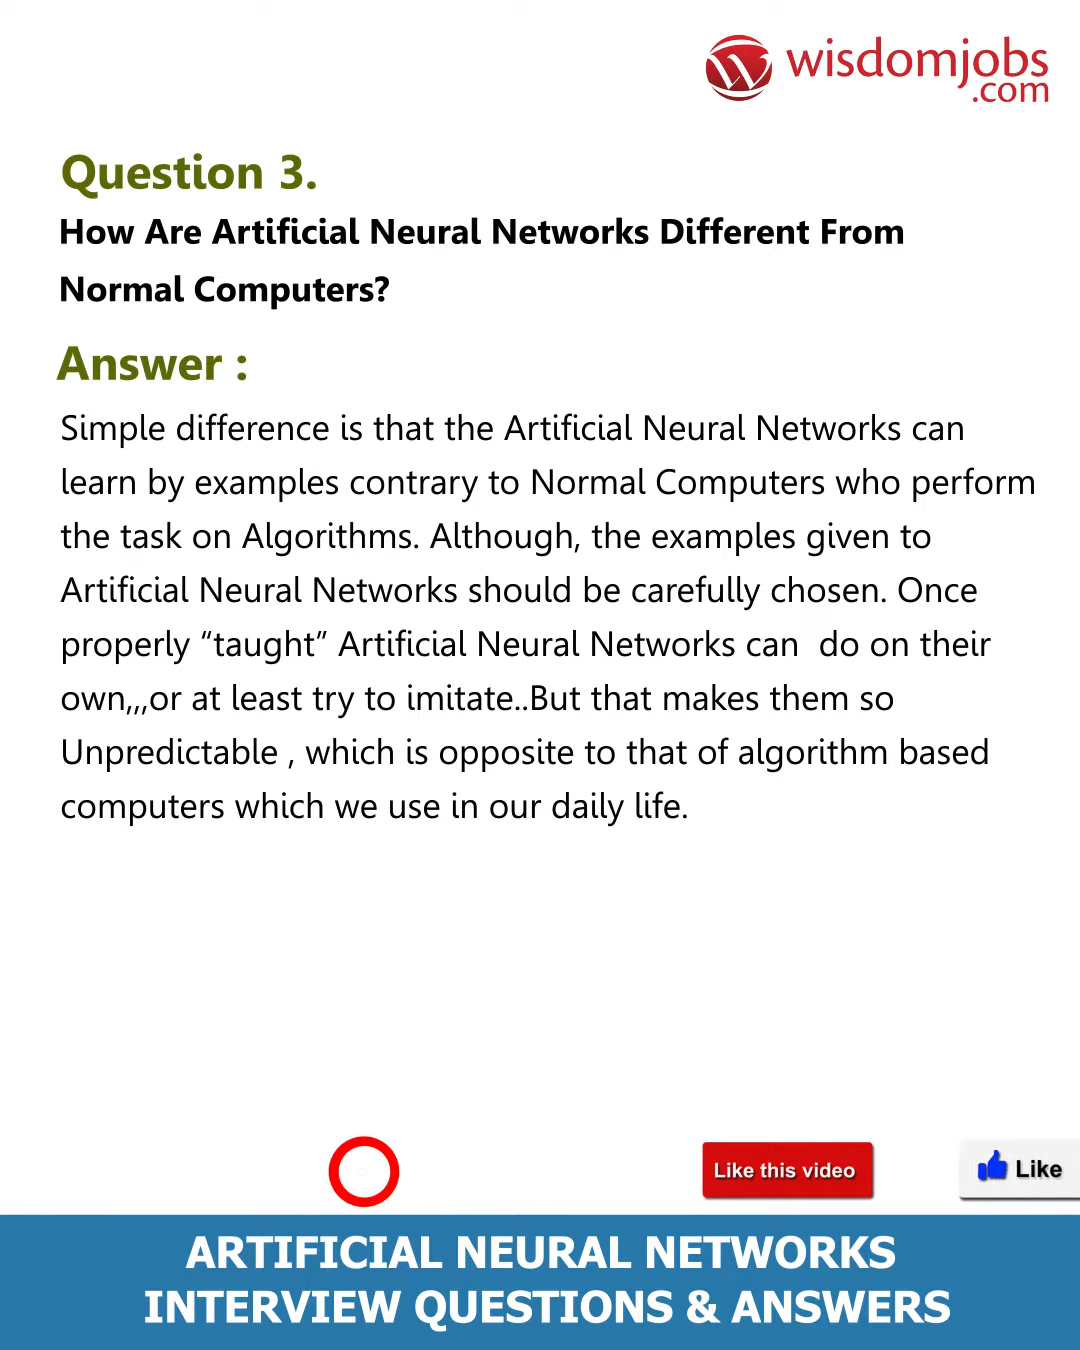 wisdomjobs
.com
Question 3.
How Are Artificial Neural Networks Different From
Normal Computers?
Answer :
Simple difference is that the Artificial Neural Networks can
learn by examples contrary to Normal Computers who perform
the task on Algorithms. Although, the examples given to
Artificial Neural Networks should be carefully chosen. Once
properly “taught” Artificial Neural Networks can  do on their
own,,,or at least try to imitate..But that makes them so
Unpredictable , which is opposite to that of algorithm based
computers which we use in our daily life.
Like this video
Like
ARTIFICIAL NEURAL NETWORKS
INTERVIEW QUESTIONS & ANSWERS